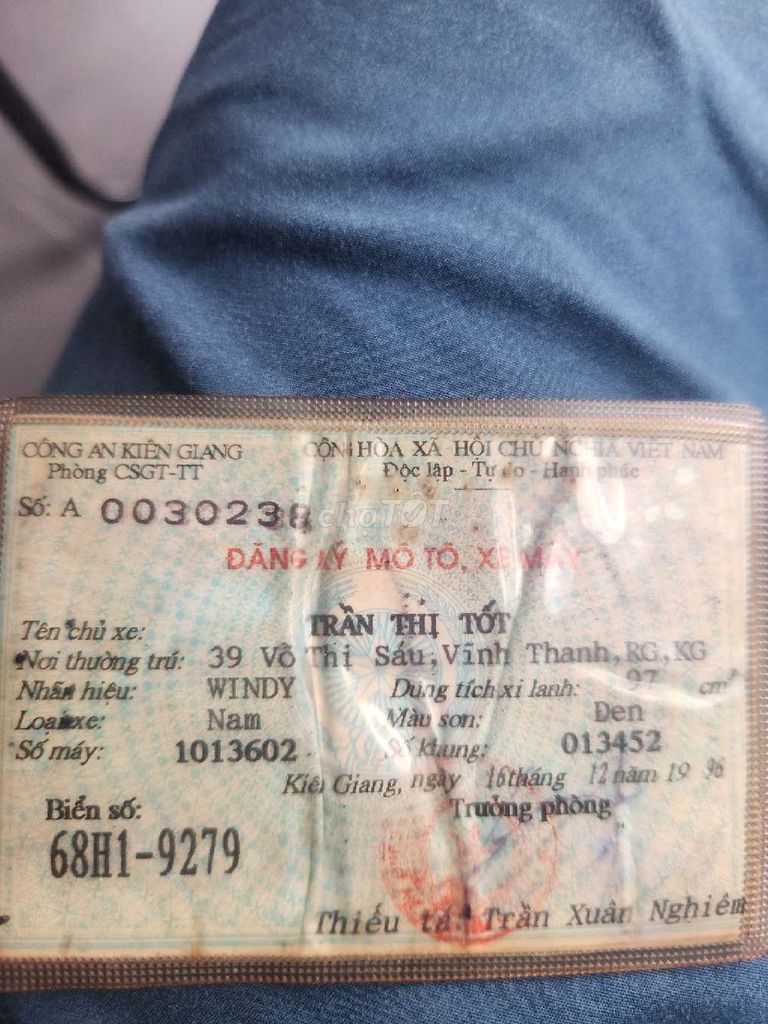 CÔNG AN KIÊN GIANG
CỘNG HÒA XÃ HỘI CHỦ NGHĨA VIỆT NAM
Phòng CSGT-TT
Độc lập - Tự do - Hạnh phúc
Số: A 0030238
choTỐT
ĐĂNG KÝ MÔ TÔ, XE MÁY
Tên chủ xe: TRẦN THỊ TỐT
Nơi thường trú: 39 Võ Thị Sáu, Vĩnh Thanh, RG, KG
Nhãn hiệu: WINDY Dung tích xi lanh: 97 cm³
Loại xe: Nam Màu sơn: Đen
Số máy: 1013602 Số khung: 013452
Kiên Giang, ngày 16 tháng 12 năm 19 96
Biển số: Trưởng phòng
68H1-9279
Thiếu tá: Trần Xuân Nghiêm